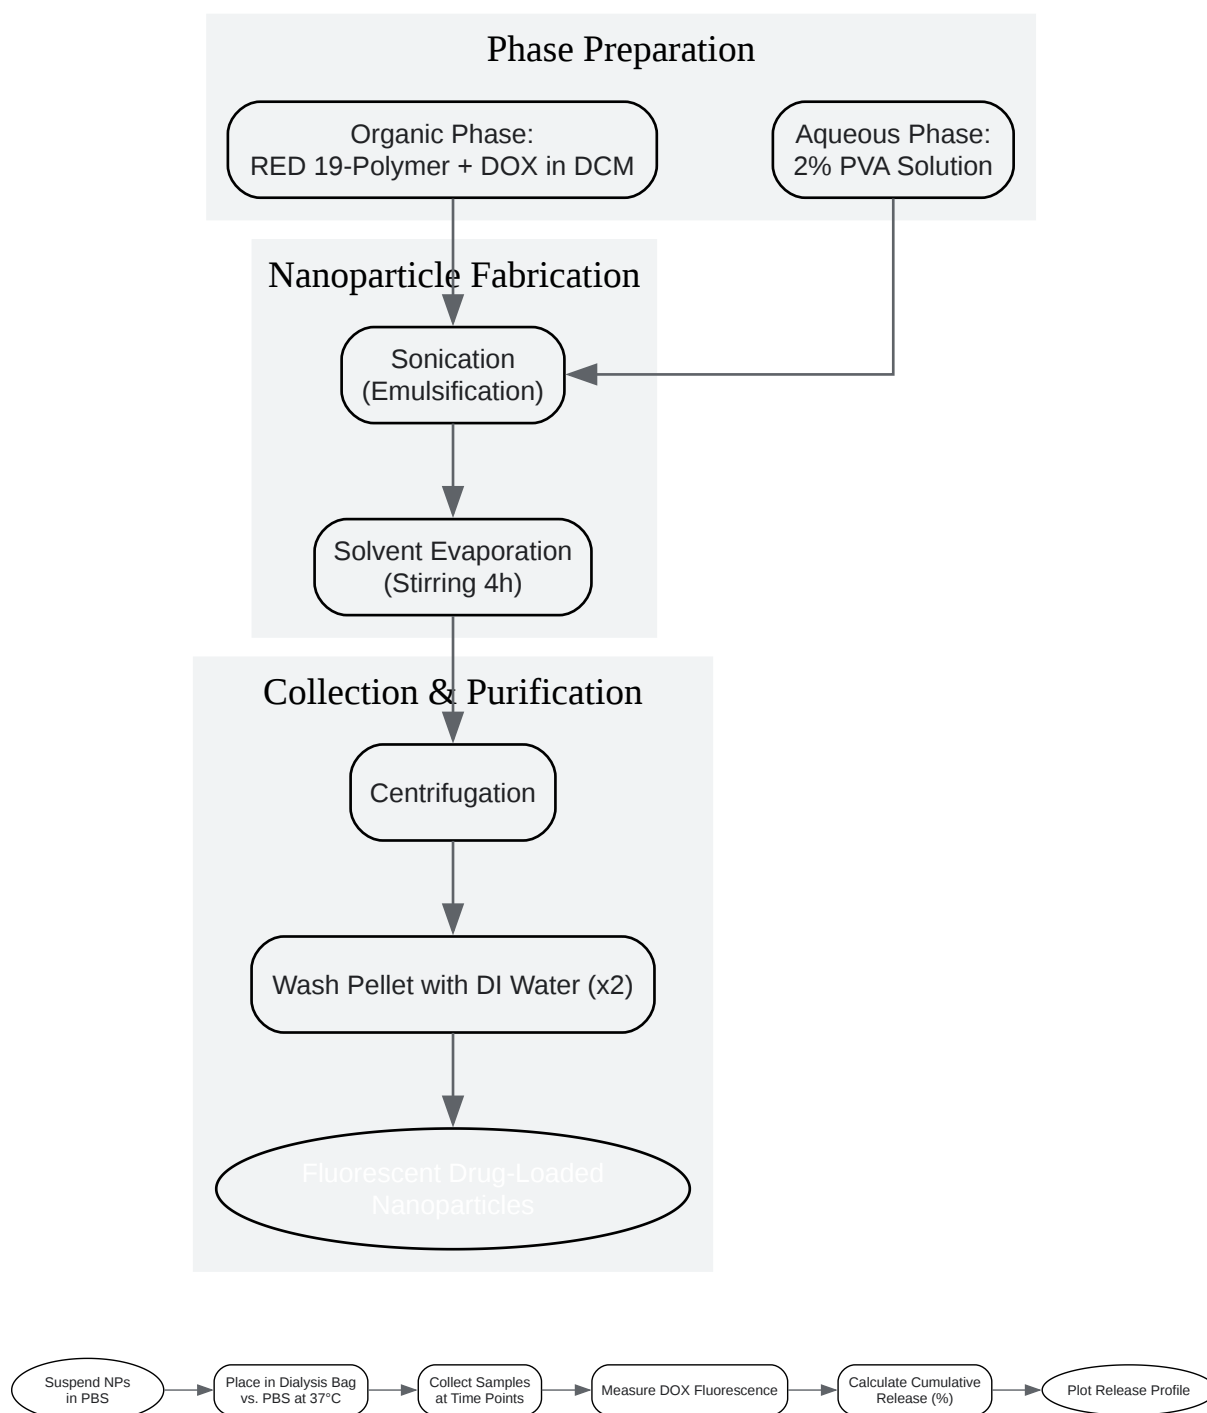 Phase Preparation
Organic Phase:
RED 19-Polymer + DOX in DCM
Aqueous Phase:
2% PVA Solution
Nanoparticle Fabrication
Sonication
(Emulsification)
Solvent Evaporation
(Stirring 4h)
Collection & Purification
Centrifugation
Wash Pellet with DI Water (x2)
Fluorescent Drug-Loaded
Nanoparticles
Suspend NPs
in PBS
Place in Dialysis Bag
vs. PBS at 37°C
Collect Samples
at Time Points
Measure DOX Fluorescence
Calculate Cumulative
Release (%)
Plot Release Profile